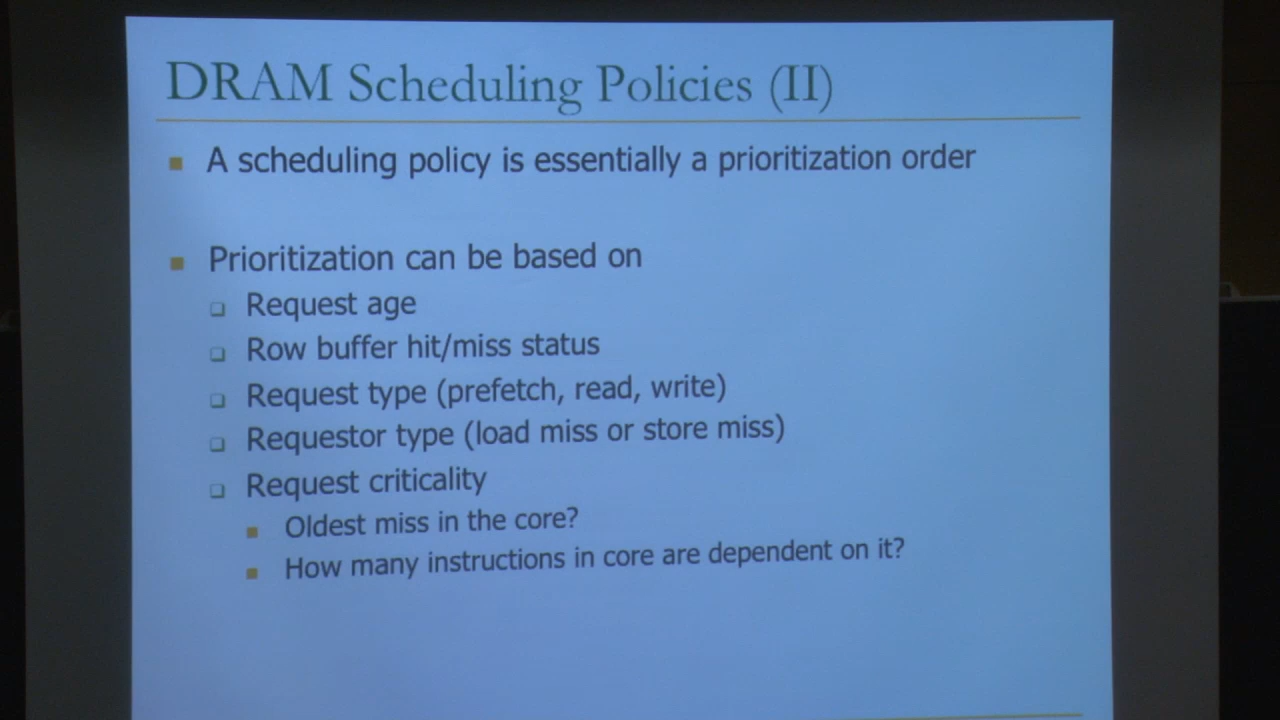 DRAM Scheduling Policies (II)
A scheduling policy is essentially a prioritization order
Prioritization can be based on
Request age
Row buffer hit/miss status
Request type (prefetch, read, write)
Requestor type (load miss or store miss)
Request criticality
Oldest miss in the core?
How many instructions in core are dependent on it?